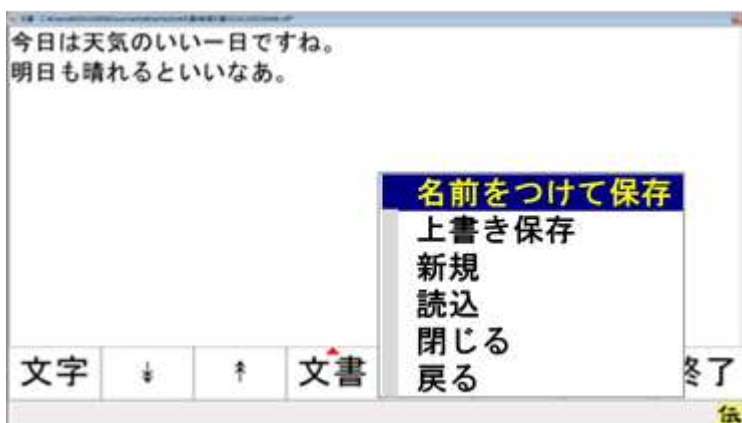 今日は天気のいい一日ですね。
明日も晴れるといいなあ。
名前をつけて保存
上書き保存
新規
読込
閉じる
戻る
文字
文書
終了
伝